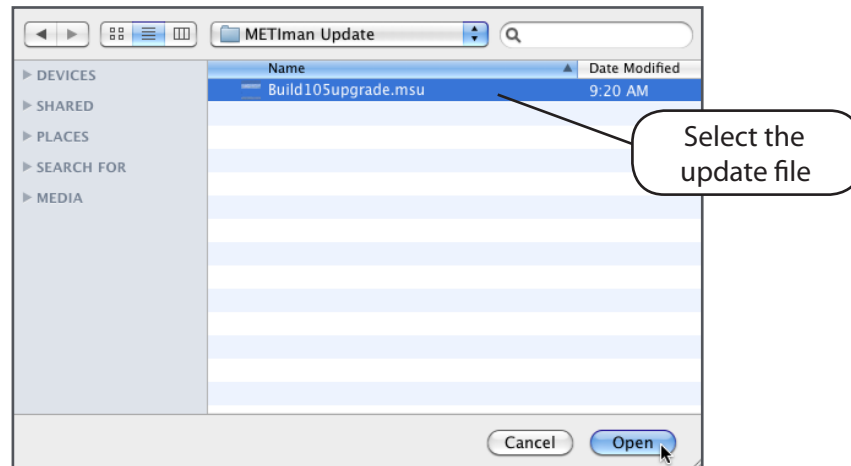 METIman Update
Name
Date Modified
DEVICES
Build105upgrade.msu
9:20 AM
SHARED
PLACES
SEARCH FOR
MEDIA
Select the
update file
Cancel
Open